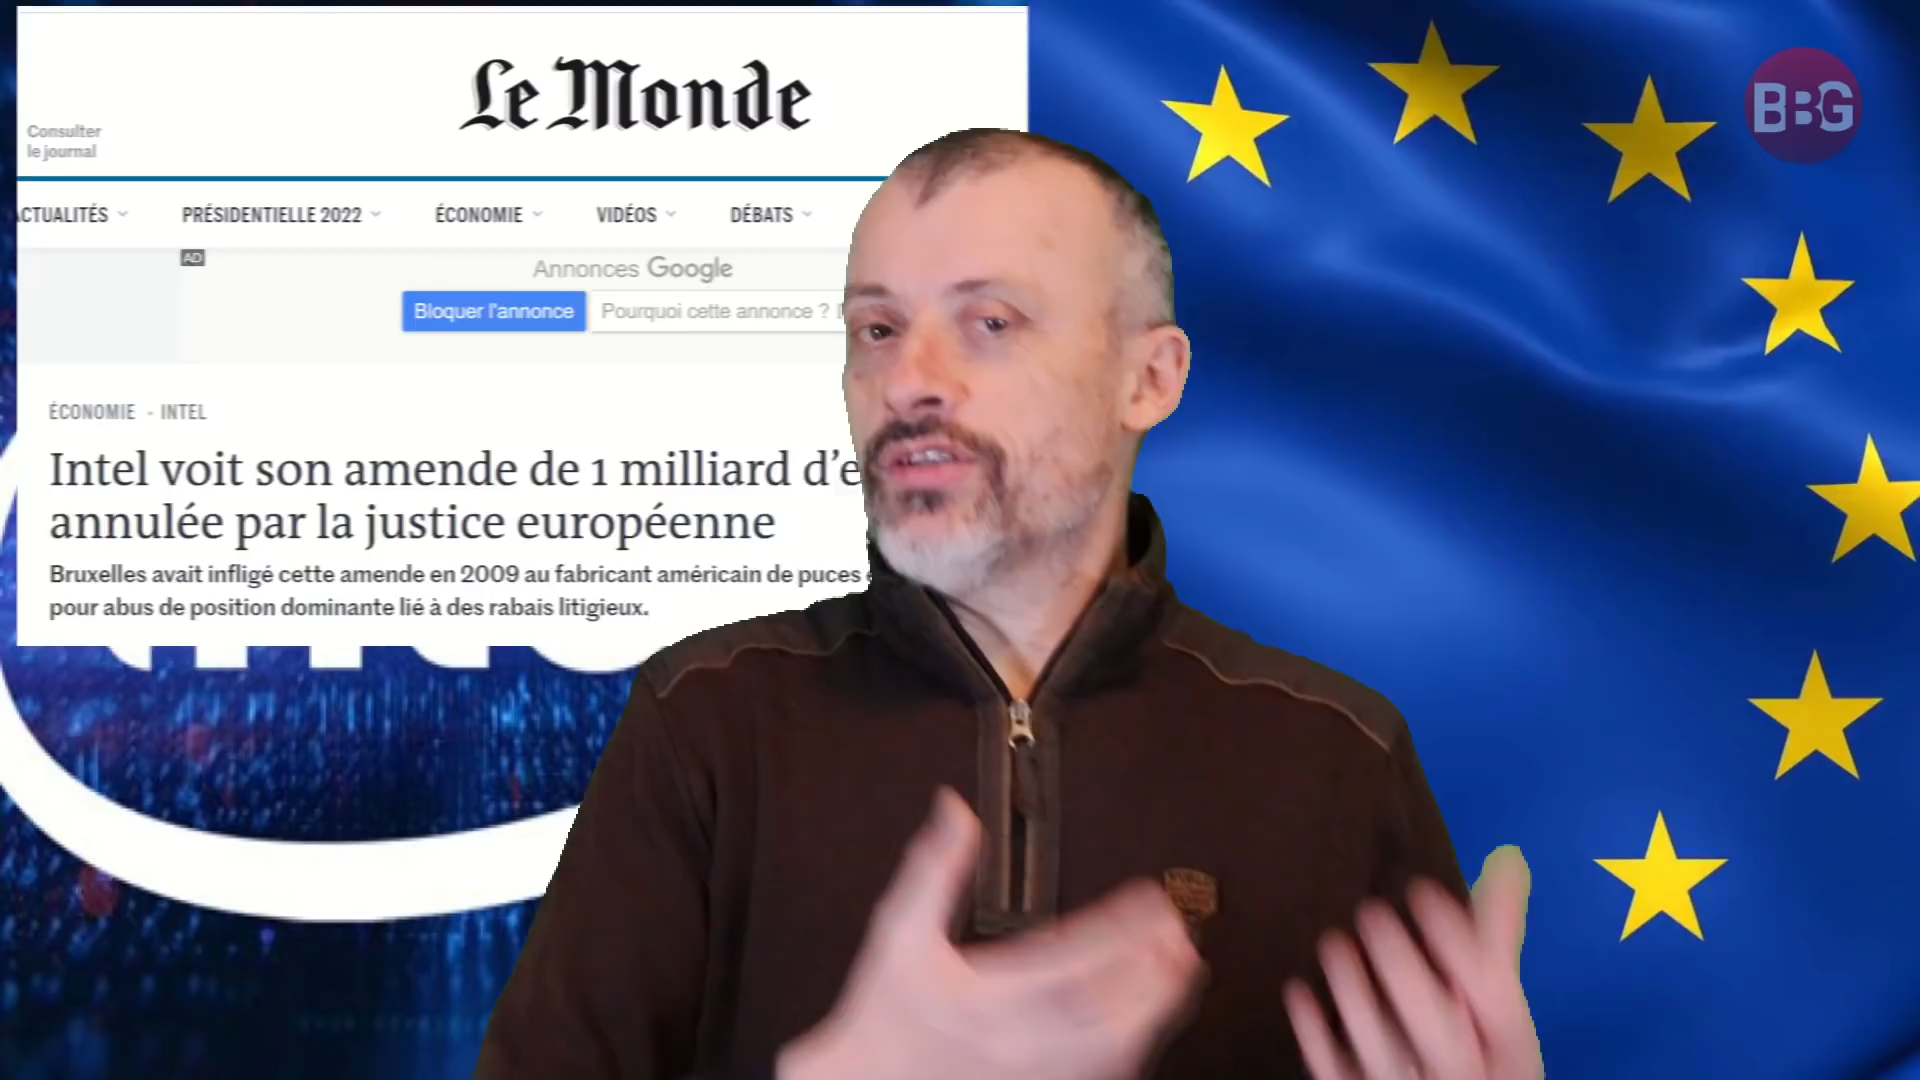 Le Monde
BBG
Consulter
le journal
ACTUALITÉS
PRÉSIDENTIELLE 2022
ÉCONOMIE
VIDÉOS
DÉBATS
AD
Annonces Google
Bloquer l'annonce
Pourquoi cette annonce ?
ÉCONOMIE - INTEL
Intel voit son amende de 1 milliard d'e
annulée par la justice européenne
Bruxelles avait infligé cette amende en 2009 au fabricant américain de puces
pour abus de position dominante lié à des rabais litigieux.